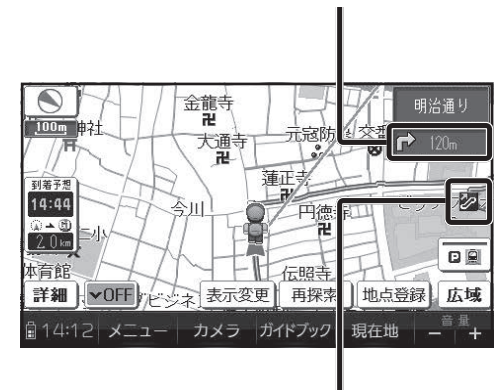 明治通り
120m
100m
神社
金龍寺
大通寺
元寇防
交番
蓮正寺
今川
円徳寺
到着予想
14:44
2.0km
小
体育館
伝照寺
ビジネ
詳細
OFF
表示変更
再探索
地点登録
広域
14:12
メニュー
カメラ
ガイドブック
現在地
音量
− +